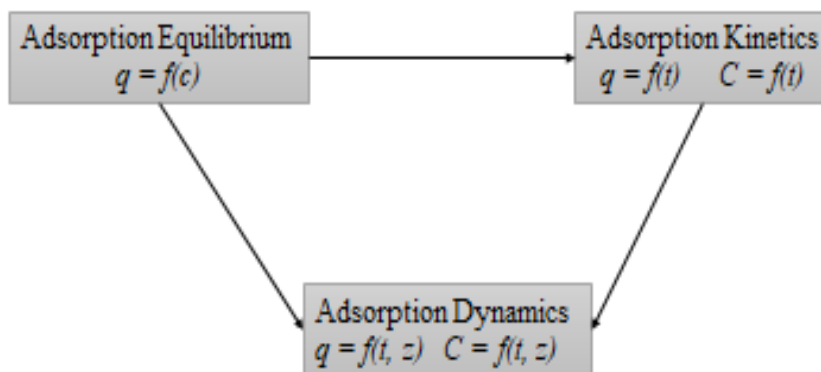 Adsorption Equilibrium
q = f(c)
Adsorption Kinetics
q = f(t) C = f(t)
Adsorption Dynamics
q = f(t, z) C = f(t, z)